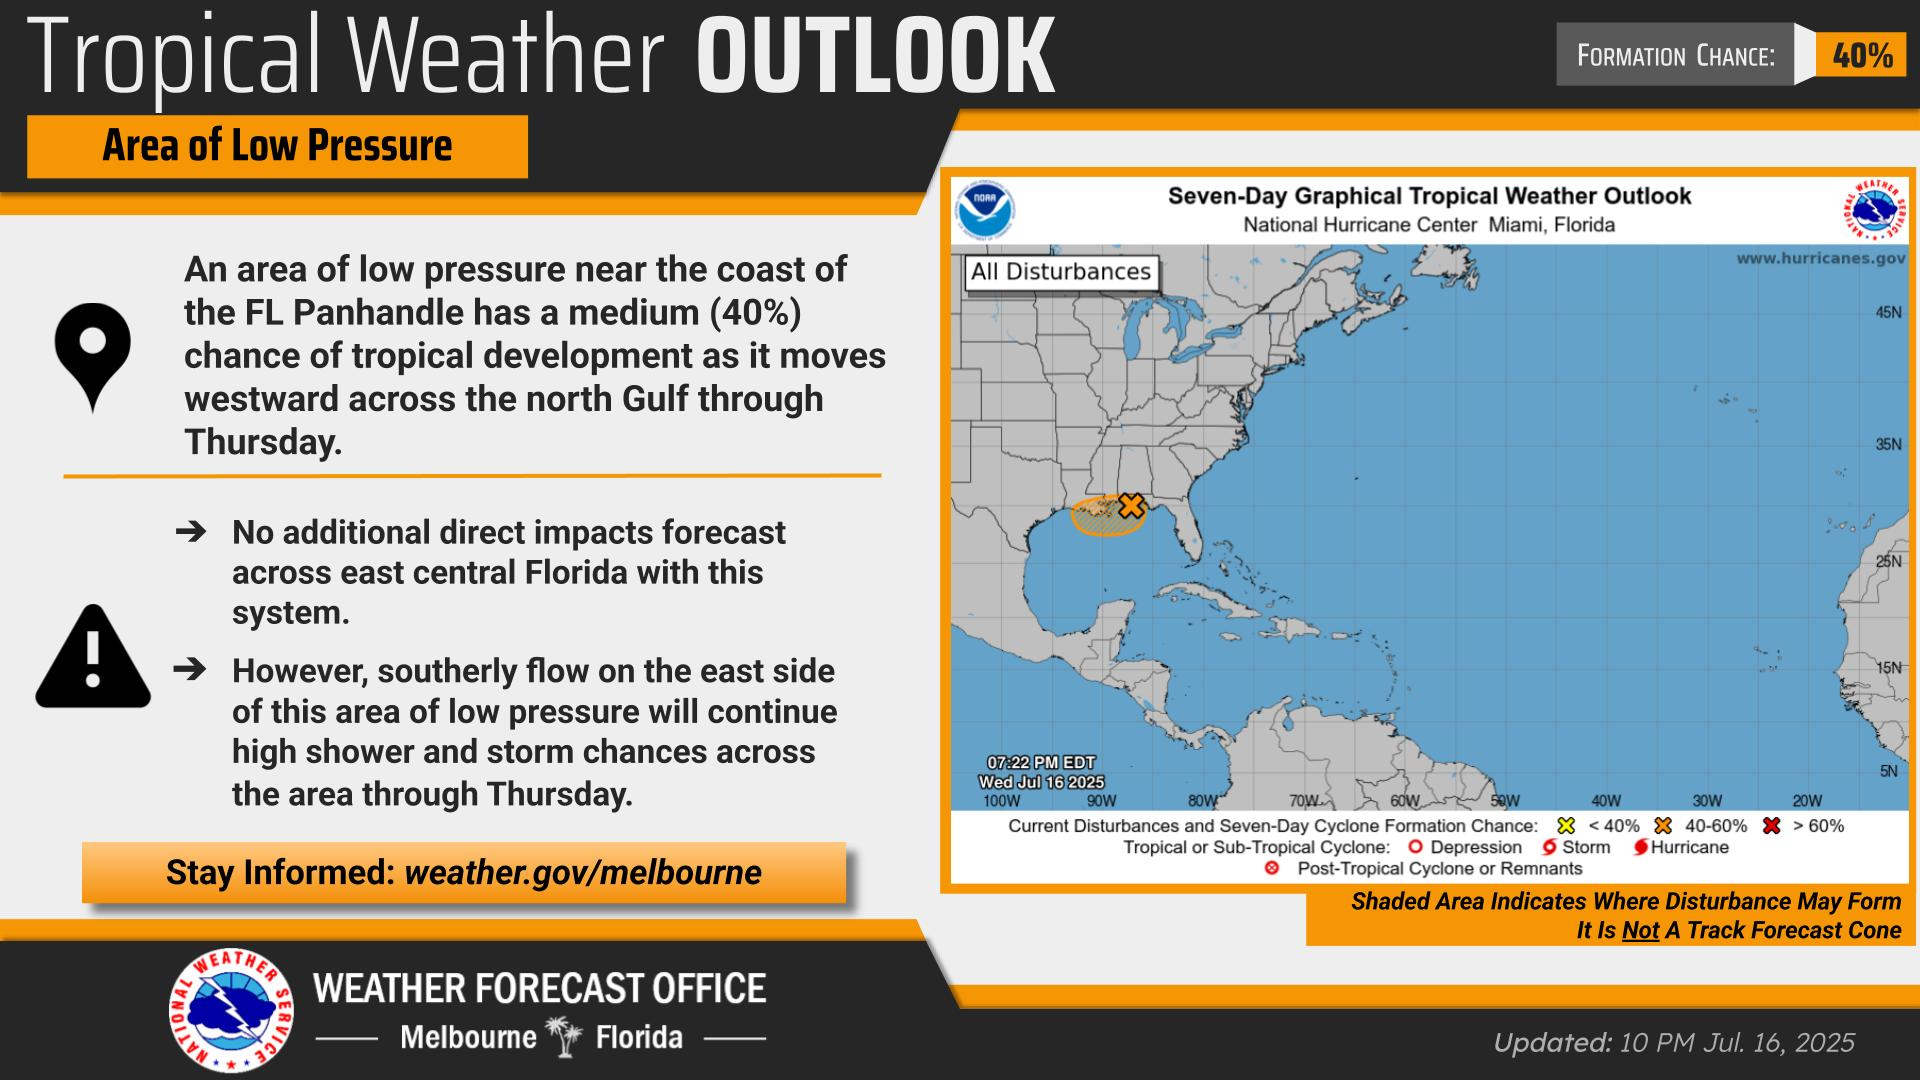 Tropical Weather OUTLOOK
FORMATION CHANCE: 40%
Area of Low Pressure
An area of low pressure near the coast of
the FL Panhandle has a medium (40%)
chance of tropical development as it moves
westward across the north Gulf through
Thursday.
➔ No additional direct impacts forecast
across east central Florida with this
system.
➔ However, southerly flow on the east side
of this area of low pressure will continue
high shower and storm chances across
the area through Thursday.
Stay Informed: weather.gov/melbourne
NOAA
Seven-Day Graphical Tropical Weather Outlook
National Hurricane Center Miami, Florida
NATIONAL WEATHER SERVICE
All Disturbances
www.hurricanes.gov
45N
35N
25N
15N
5N
07:22 PM EDT
Wed Jul 16 2025
100W 90W 80W 70W 60W 50W 40W 30W 20W
Current Disturbances and Seven-Day Cyclone Formation Chance: < 40% 40-60% > 60%
Tropical or Sub-Tropical Cyclone: Depression Storm Hurricane
Post-Tropical Cyclone or Remnants
Shaded Area Indicates Where Disturbance May Form
It Is Not A Track Forecast Cone
NATIONAL WEATHER SERVICE
WEATHER FORECAST OFFICE
Melbourne Florida
Updated: 10 PM Jul. 16, 2025